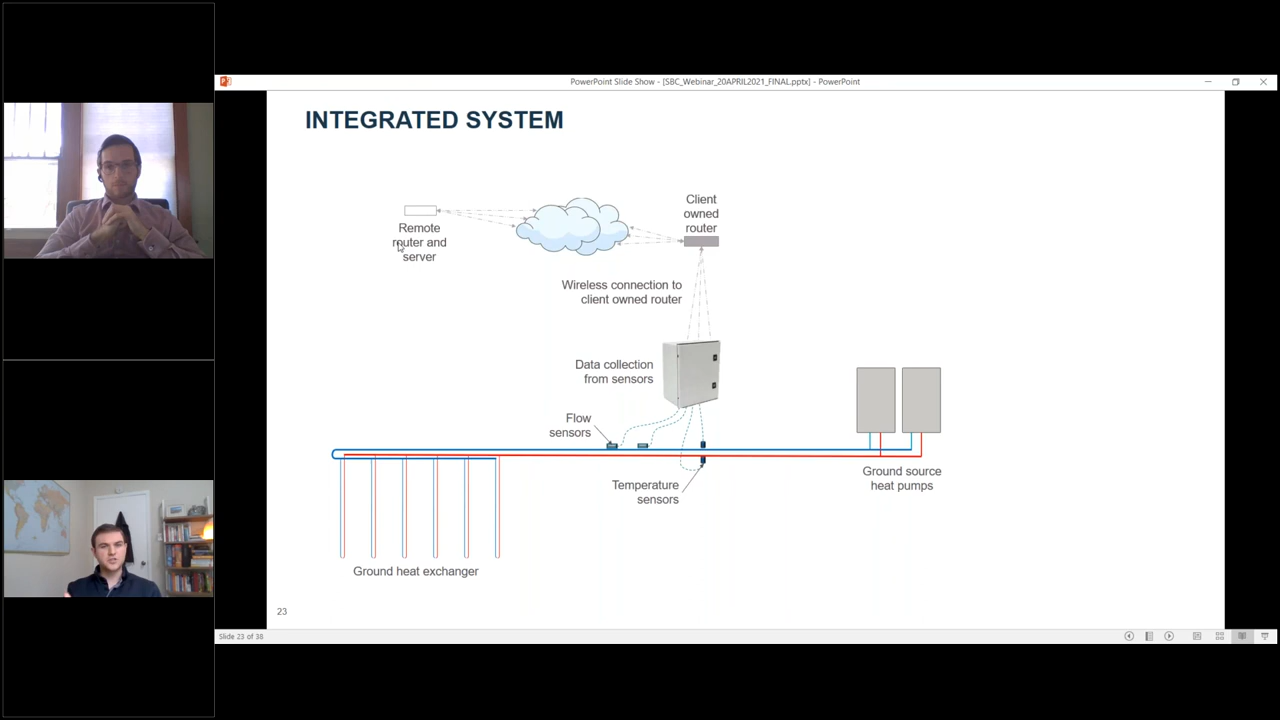 PowerPoint Slide Show - [SBC_Webinar_20APRIL2021_FINAL.pptx] - PowerPoint
INTEGRATED SYSTEM
Remote
router and
server
Client
owned
router
Wireless connection to
client owned router
Data collection
from sensors
Flow
sensors
Temperature
sensors
Ground source
heat pumps
Ground heat exchanger
23
Slide 23 of 38